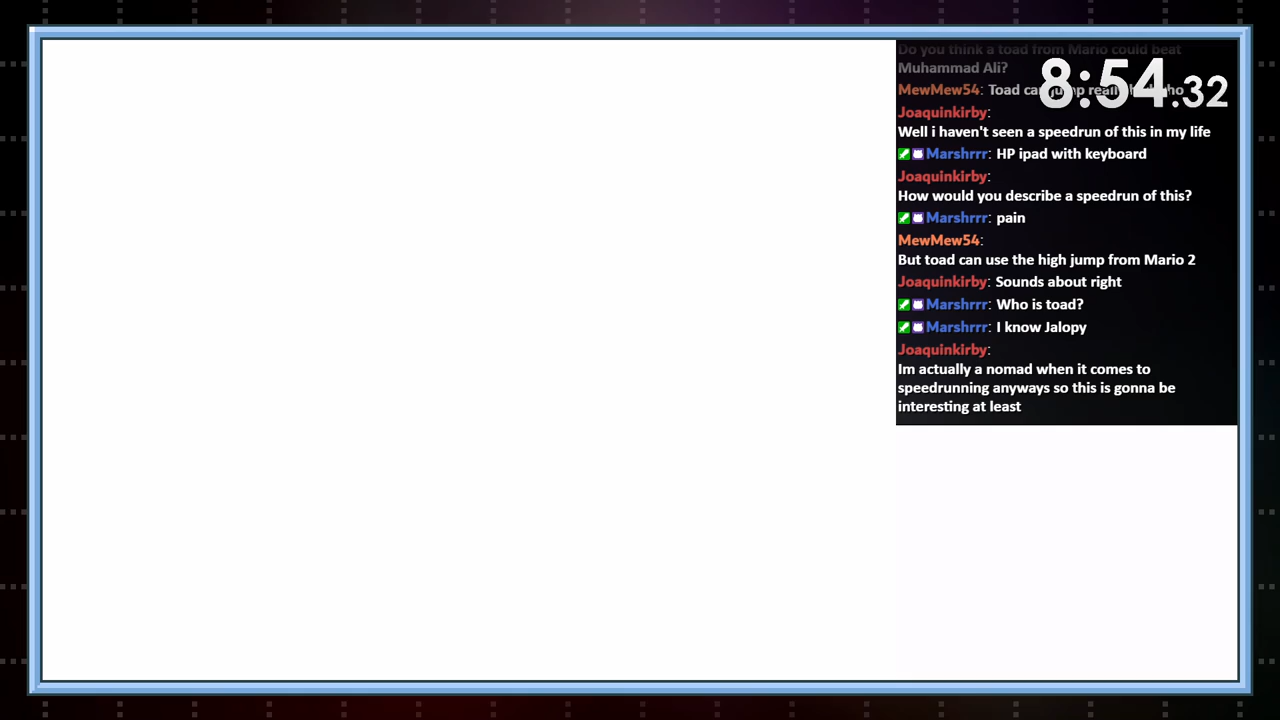 Do you think a toad from Mario could beat
Muhammad Ali?
8:54.32
MewMew54: Toad can jump really
Joaquinkirby:
Well i haven't seen a speedrun of this in my life
Marshrrr: HP ipad with keyboard
Joaquinkirby:
How would you describe a speedrun of this?
Marshrrr: pain
MewMew54:
But toad can use the high jump from Mario 2
Joaquinkirby: Sounds about right
Marshrrr: Who is toad?
Marshrrr: I know Jalopy
Joaquinkirby:
Im actually a nomad when it comes to
speedrunning anyways so this is gonna be
interesting at least